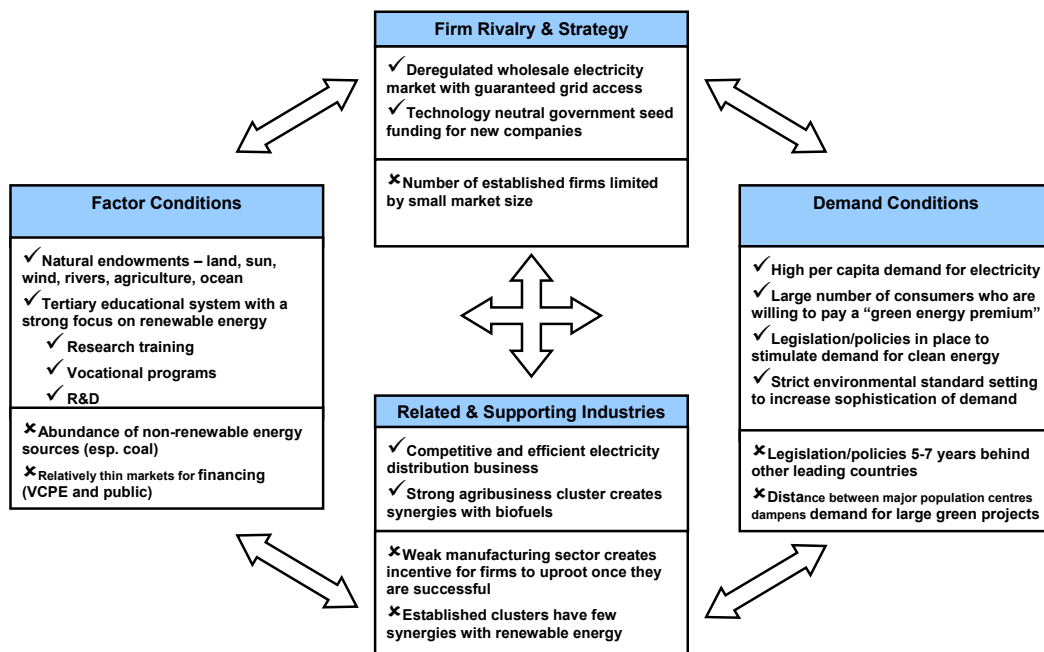 Firm Rivalry & Strategy
✓Deregulated wholesale electricity
market with guaranteed grid access
✓Technology neutral government seed
funding for new companies
×Number of established firms limited
by small market size
Factor Conditions
✓Natural endowments – land, sun,
wind, rivers, agriculture, ocean
✓Tertiary educational system with a
strong focus on renewable energy
✓ Research training
✓ Vocational programs
✓ R&D
×Abundance of non-renewable energy
sources (esp. coal)
×Relatively thin markets for financing
(VCPE and public)
Demand Conditions
✓High per capita demand for electricity
✓Large number of consumers who are
willing to pay a “green energy premium”
✓Legislation/policies in place to
stimulate demand for clean energy
✓Strict environmental standard setting
to increase sophistication of demand
×Legislation/policies 5-7 years behind
other leading countries
×Distance between major population centres
dampens demand for large green projects
Related & Supporting Industries
✓Competitive and efficient electricity
distribution business
✓Strong agribusiness cluster creates
synergies with biofuels
×Weak manufacturing sector creates
incentive for firms to uproot once they
are successful
×Established clusters have few
synergies with renewable energy